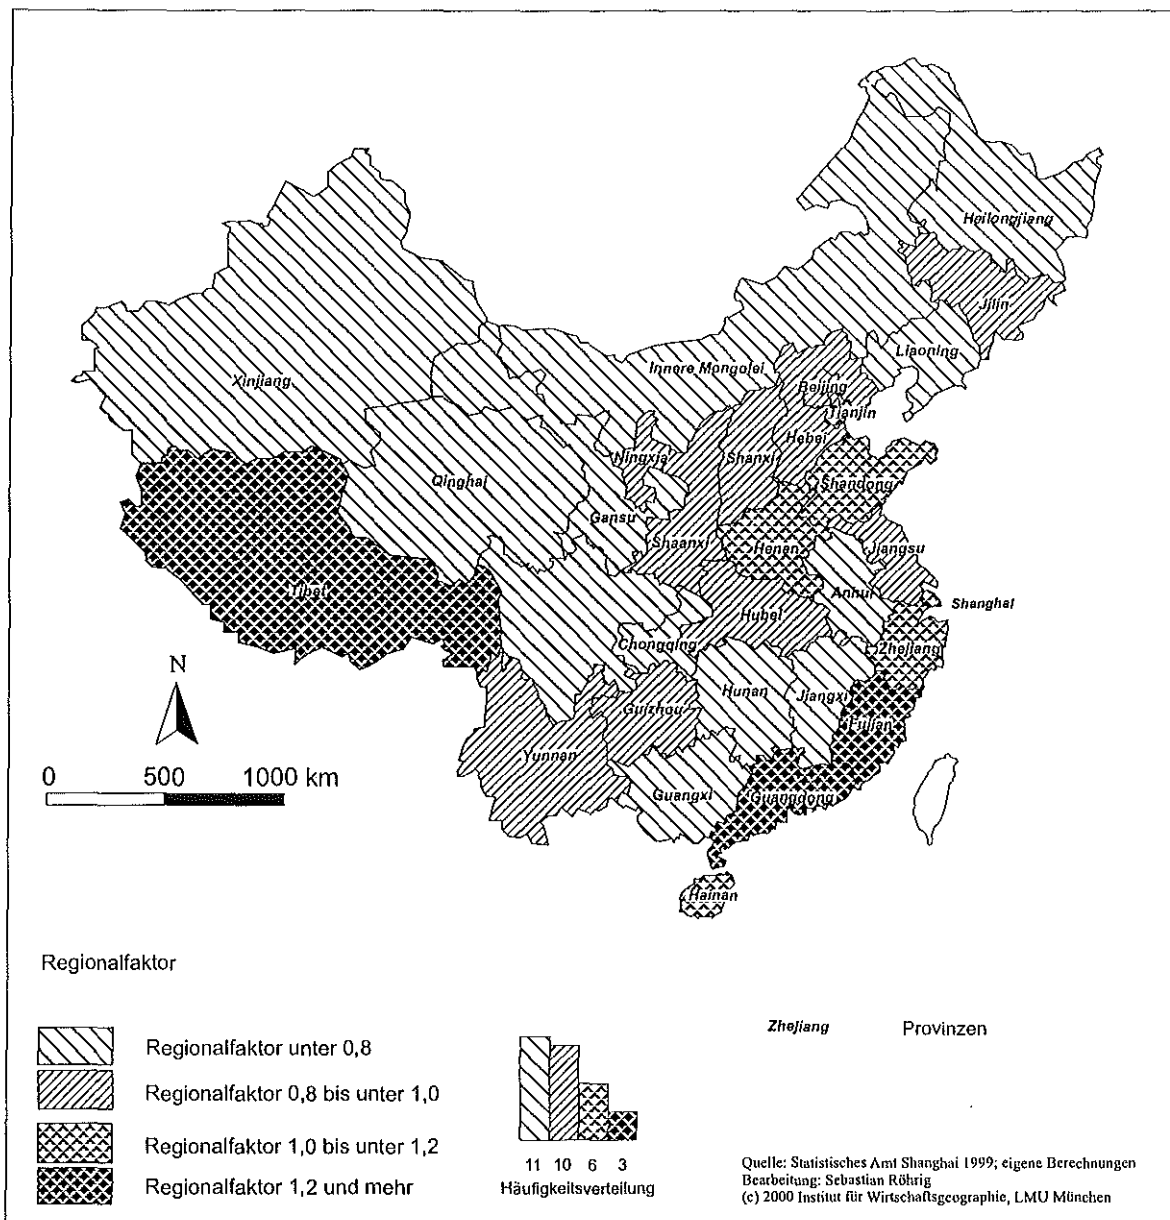 Heilongjiang
Jilin
Liaoning
Innere Mongolei
Xinjiang
Beijing
Tianjin
Hebei
Ningxia
Shanxi
Qinghai
Shandong
Gansu
Shaanxi
Henan
Jiangsu
Tibet
Anhui
Shanghai
Hubei
Chongqing
Zhejiang
N
Hunan
Jiangxi
Guizhou
Fujian
Yunnan
0 500 1000 km
Guangxi
Guangdong
Hainan
Regionalfaktor
Regionalfaktor unter 0,8
Regionalfaktor 0,8 bis unter 1,0
Regionalfaktor 1,0 bis unter 1,2
Regionalfaktor 1,2 und mehr
11 10 6 3
Häufigkeitsverteilung
Zhejiang Provinzen
Quelle: Statistisches Amt Shanghai 1999; eigene Berechnungen
Bearbeitung: Sebastian Röhrig
(c) 2000 Institut für Wirtschaftsgeographie, LMU München